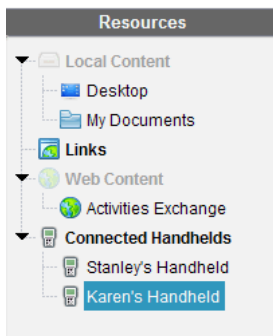 Resources
Local Content
Desktop
My Documents
Links
Web Content
Activities Exchange
Connected Handhelds
Stanley's Handheld
Karen's Handheld